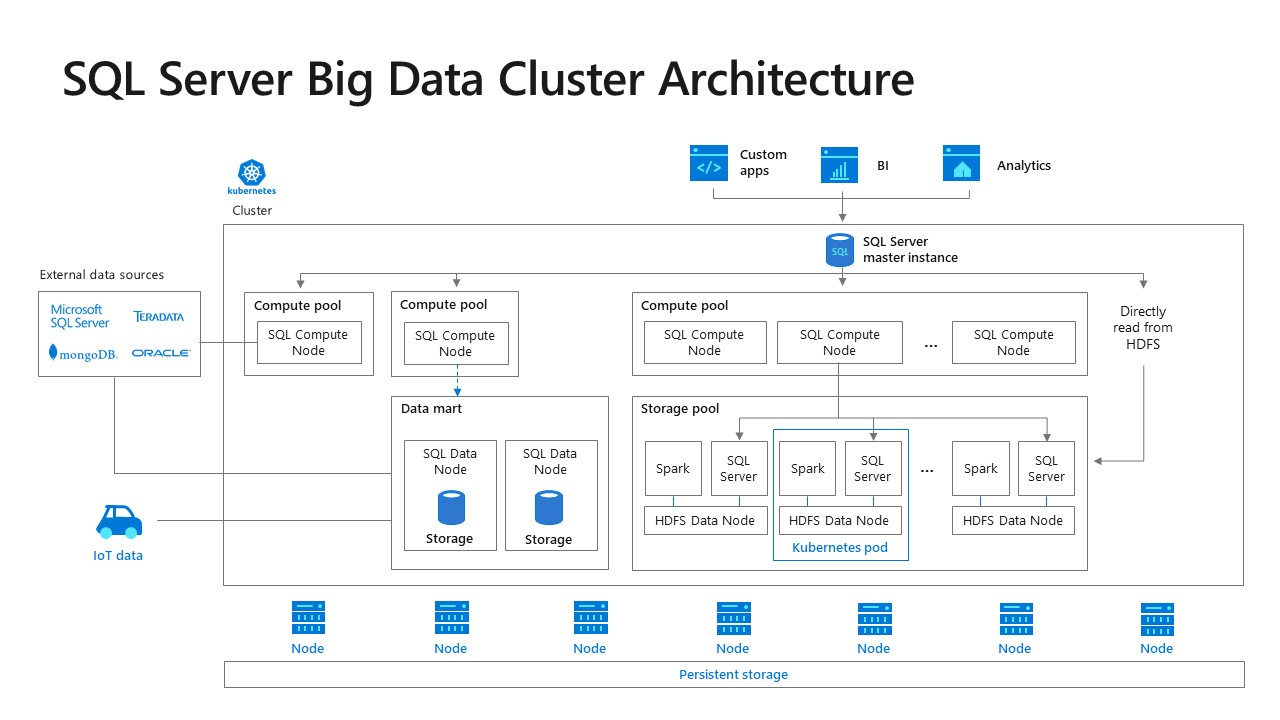 SQL Server Big Data Cluster Architecture
kubernetes
Cluster
Custom
apps
BI
Analytics
SQL
SQL Server
master instance
External data sources
Microsoft
SQL Server
TERADATA
mongoDB.
ORACLE
Compute pool
SQL Compute
Node
Compute pool
SQL Compute
Node
Compute pool
SQL Compute
Node
SQL Compute
Node
...
SQL Compute
Node
Directly
read from
HDFS
Data mart
SQL Data
Node
Storage
SQL Data
Node
Storage
Storage pool
Spark
SQL
Server
HDFS Data Node
Spark
SQL
Server
HDFS Data Node
Kubernetes pod
...
Spark
SQL
Server
HDFS Data Node
IoT data
Node
Node
Node
Node
Node
Node
Node
Persistent storage